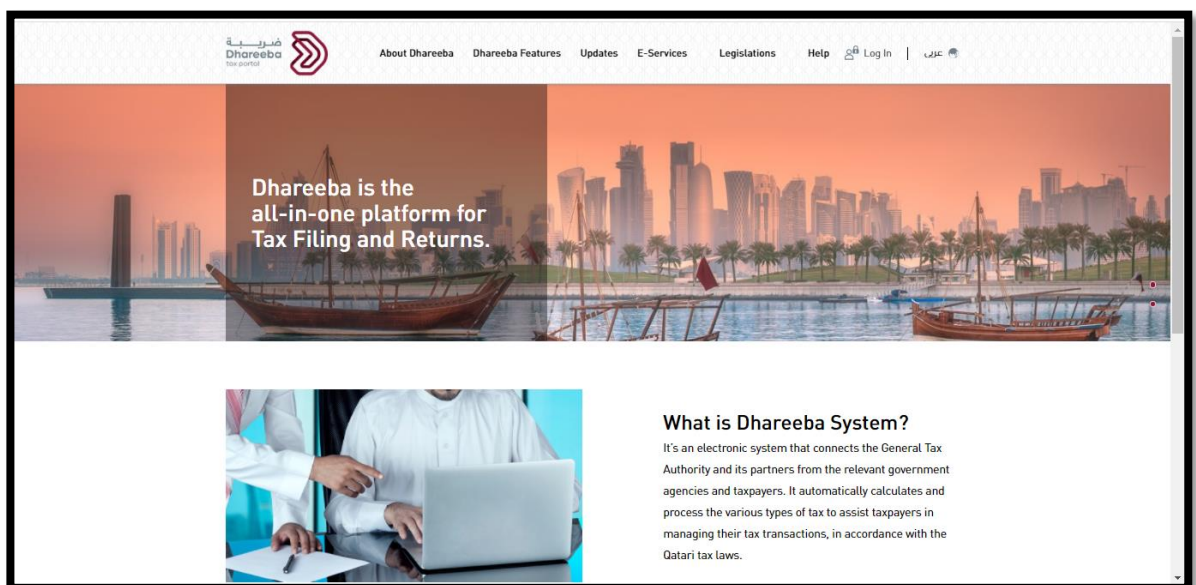 ضريبة
Dhareeba
tax portal
About Dhareeba Dhareeba Features Updates E-Services Legislations Help Log In | عربى
Dhareeba is the
all-in-one platform for
Tax Filing and Returns.
What is Dhareeba System?
It's an electronic system that connects the General Tax
Authority and its partners from the relevant government
agencies and taxpayers. It automatically calculates and
process the various types of tax to assist taxpayers in
managing their tax transactions, in accordance with the
Qatari tax laws.